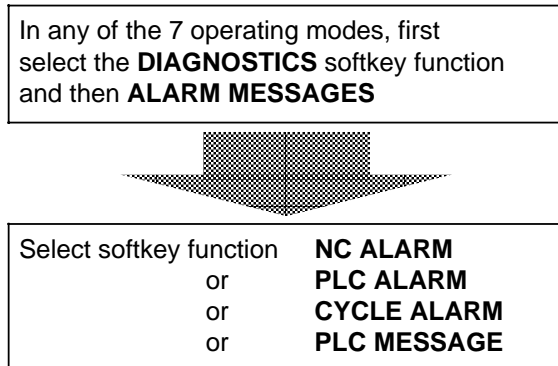 In any of the 7 operating modes, first
select the DIAGNOSTICS softkey function
and then ALARM MESSAGES
Select softkey function NC ALARM
or PLC ALARM
or CYCLE ALARM
or PLC MESSAGE